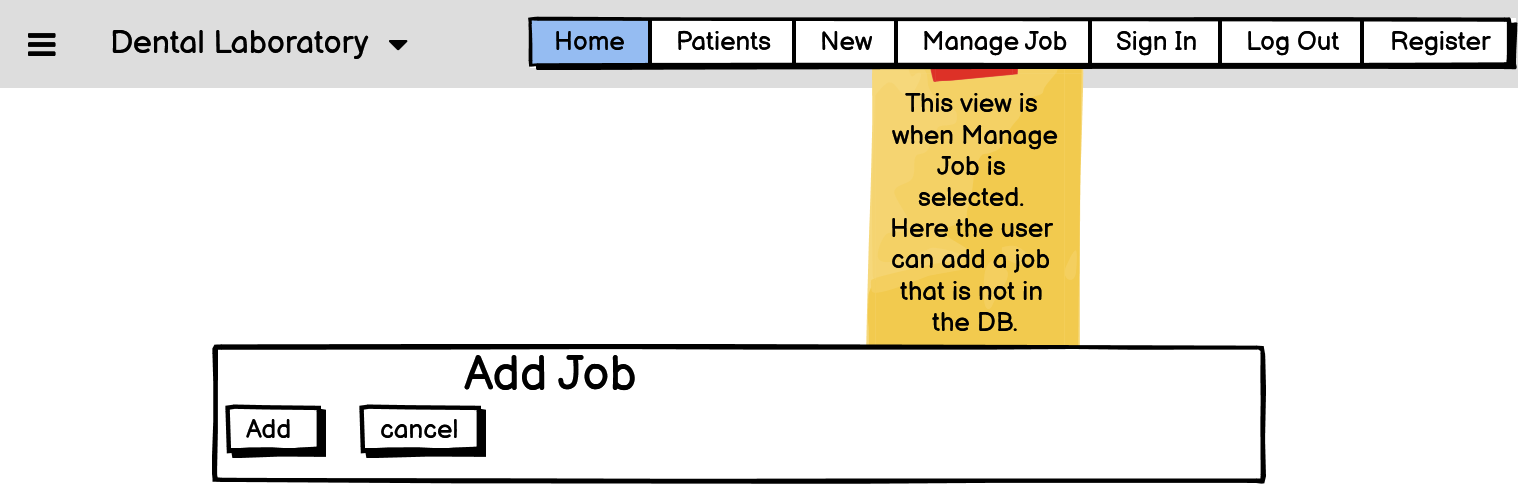 Dental Laboratory
Home Patients New Manage Job Sign In Log Out Register
This view is
when Manage
Job is
selected.
Here the user
can add a job
that is not in
the DB.
Add Job
Add cancel